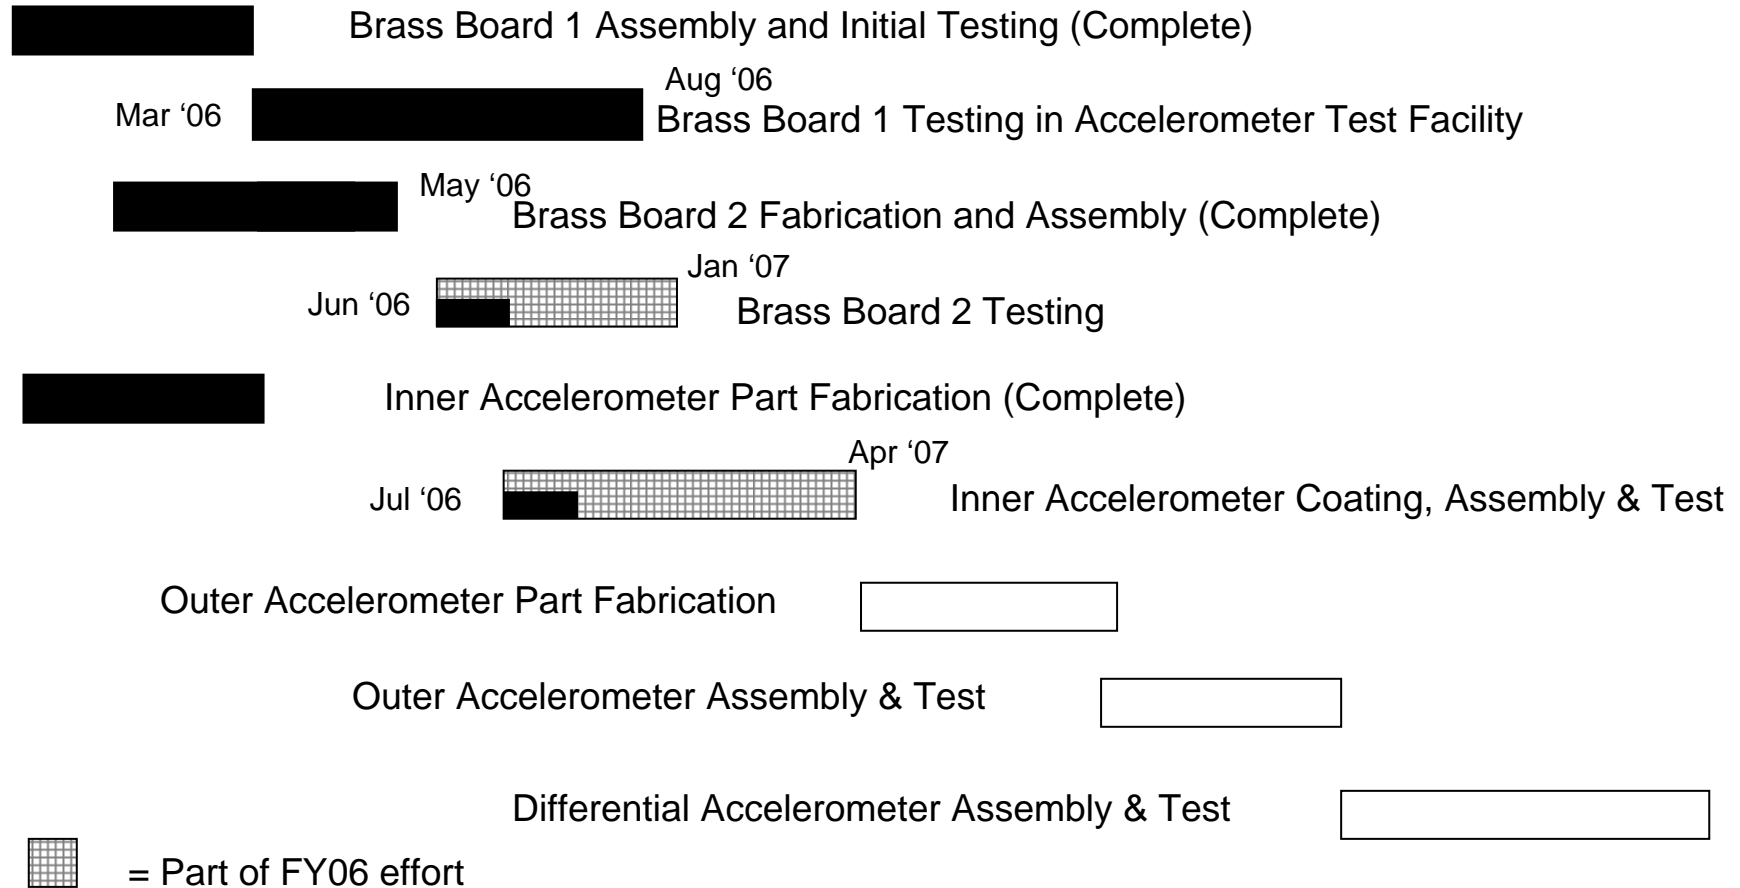 Brass Board 1 Assembly and Initial Testing (Complete)
Aug ‘06
Mar ‘06
Brass Board 1 Testing in Accelerometer Test Facility
May ‘06
Brass Board 2 Fabrication and Assembly (Complete)
Jan ‘07
Jun ‘06
Brass Board 2 Testing
Inner Accelerometer Part Fabrication (Complete)
Apr ‘07
Jul ‘06
Inner Accelerometer Coating, Assembly & Test
Outer Accelerometer Part Fabrication
Outer Accelerometer Assembly & Test
Differential Accelerometer Assembly & Test
= Part of FY06 effort